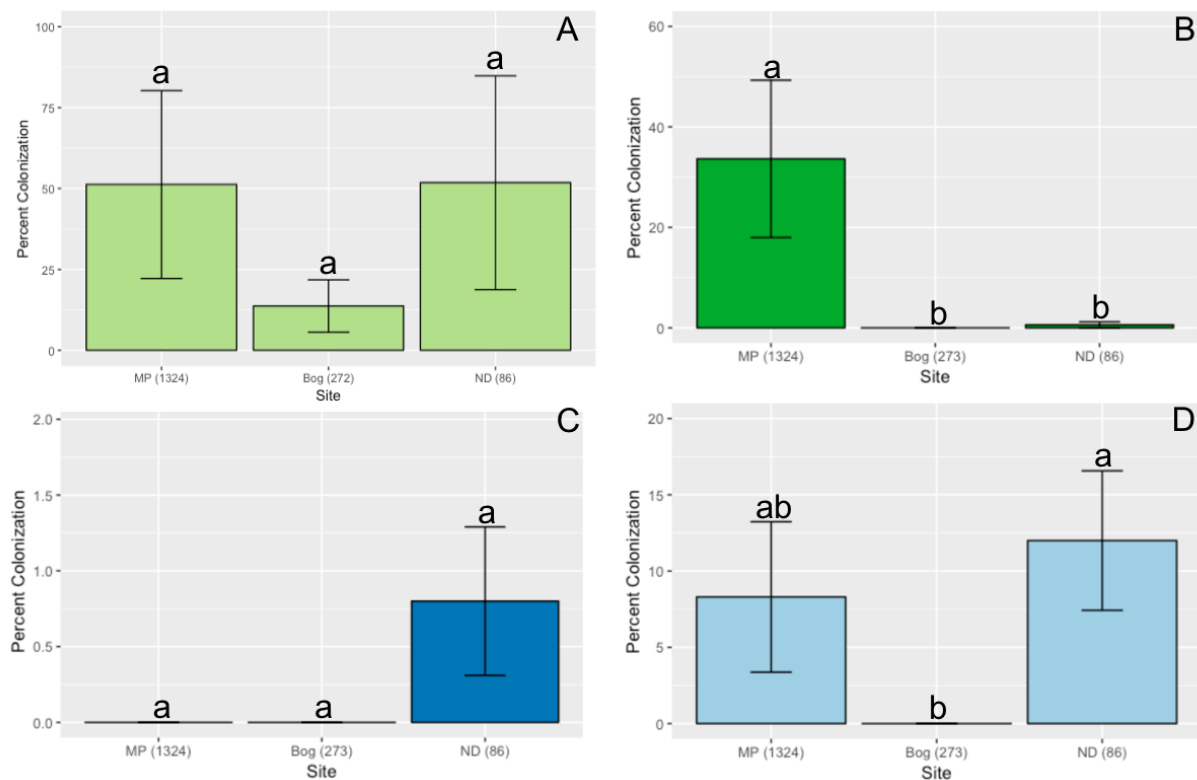 A
Percent Colonization
100
75
50
25
0
a
a
a
MP (1324)
Bog (272)
ND (86)
Site
B
Percent Colonization
60
40
20
0
a
b
b
MP (1324)
Bog (273)
ND (86)
Site
C
Percent Colonization
2.0
1.5
1.0
0.5
0.0
a
a
a
MP (1324)
Bog (273)
ND (86)
Site
D
Percent Colonization
20
15
10
5
0
ab
b
a
MP (1324)
Bog (273)
ND (86)
Site